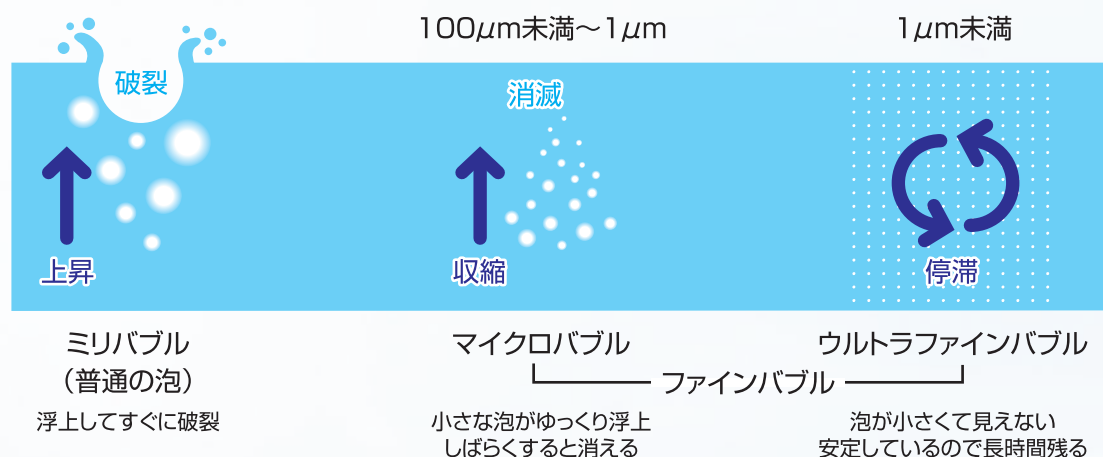 100μm未満～1μm
1μm未満
破裂
消滅
上昇
収縮
停滞
ミリバブル
（普通の泡）
浮上してすぐに破裂
マイクロバブル
ウルトラファインバブル
ファインバブル
小さな泡がゆっくり浮上
しばらくすると消える
泡が小さくて見えない
安定しているので長時間残る